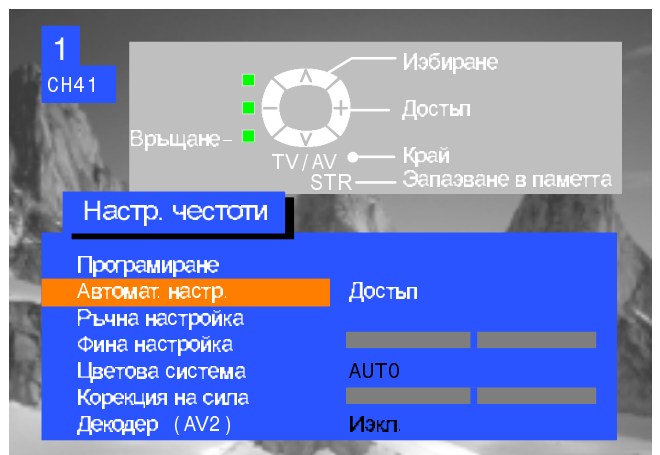 1
CH41
Избиране
Достъп
Връщане
TV/AV
Край
STR
Запазване в паметта
Настр. честоти
Програмиране
Автомат. настр. Достъп
Ръчна настройка
Фина настройка
Цветова система AUTO
Корекция на сила
Декодер (AV2) Изкл.